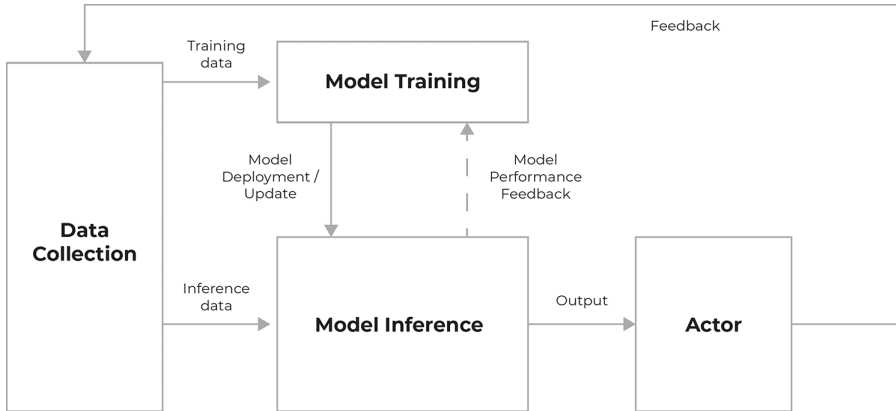 Feedback
Training
data
Model Training
Model
Deployment /
Update
Model
Performance
Feedback
Data
Collection
Inference
data
Model Inference
Output
Actor